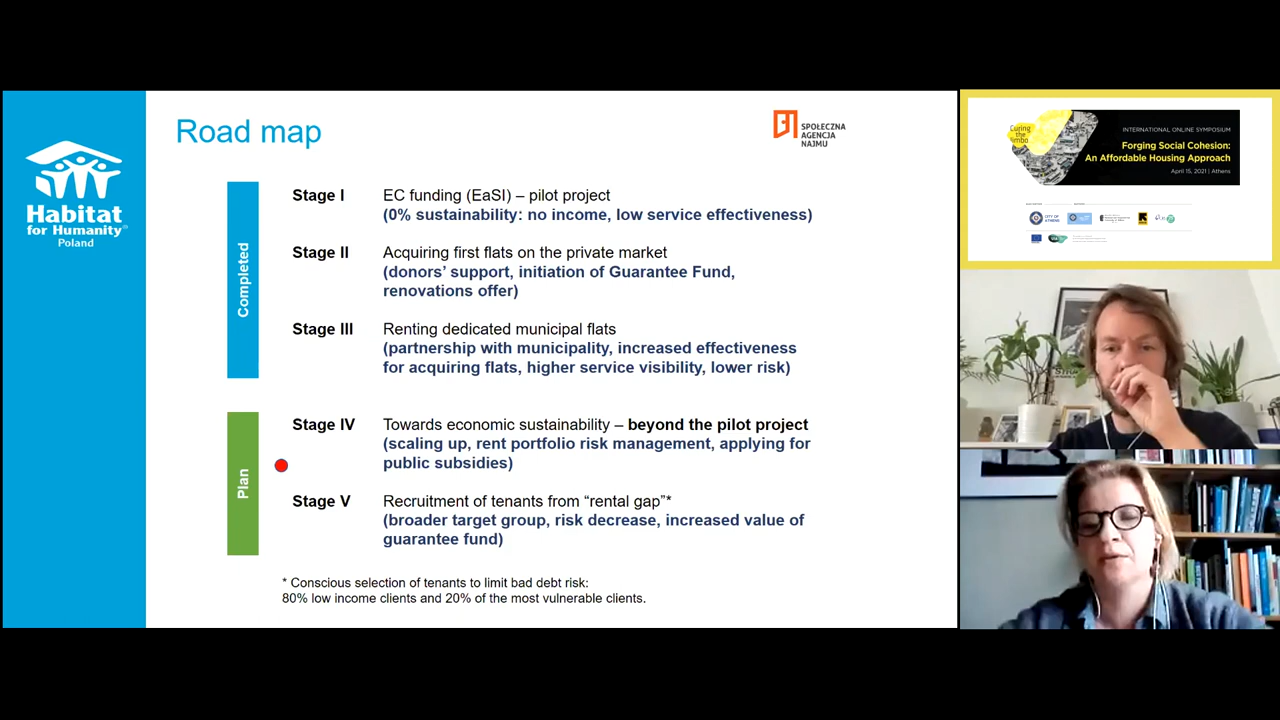 Habitat
for Humanity®
Poland
Road map
SPOŁECZNA
AGENCJA
NAJMU
Completed
Stage I
EC funding (EaSI) – pilot project
(0% sustainability: no income, low service effectiveness)
Stage II
Acquiring first flats on the private market
(donors’ support, initiation of Guarantee Fund,
renovations offer)
Stage III
Renting dedicated municipal flats
(partnership with municipality, increased effectiveness
for acquiring flats, higher service visibility, lower risk)
Plan
Stage IV
Towards economic sustainability – beyond the pilot project
(scaling up, rent portfolio risk management, applying for
public subsidies)
Stage V
Recruitment of tenants from “rental gap”*
(broader target group, risk decrease, increased value of
guarantee fund)
* Conscious selection of tenants to limit bad debt risk:
80% low income clients and 20% of the most vulnerable clients.
Curing
the limbo
INTERNATIONAL ONLINE SYMPOSIUM
Forging Social Cohesion:
An Affordable Housing Approach
April 15, 2021 | Athens
CITY OF
ATHENS